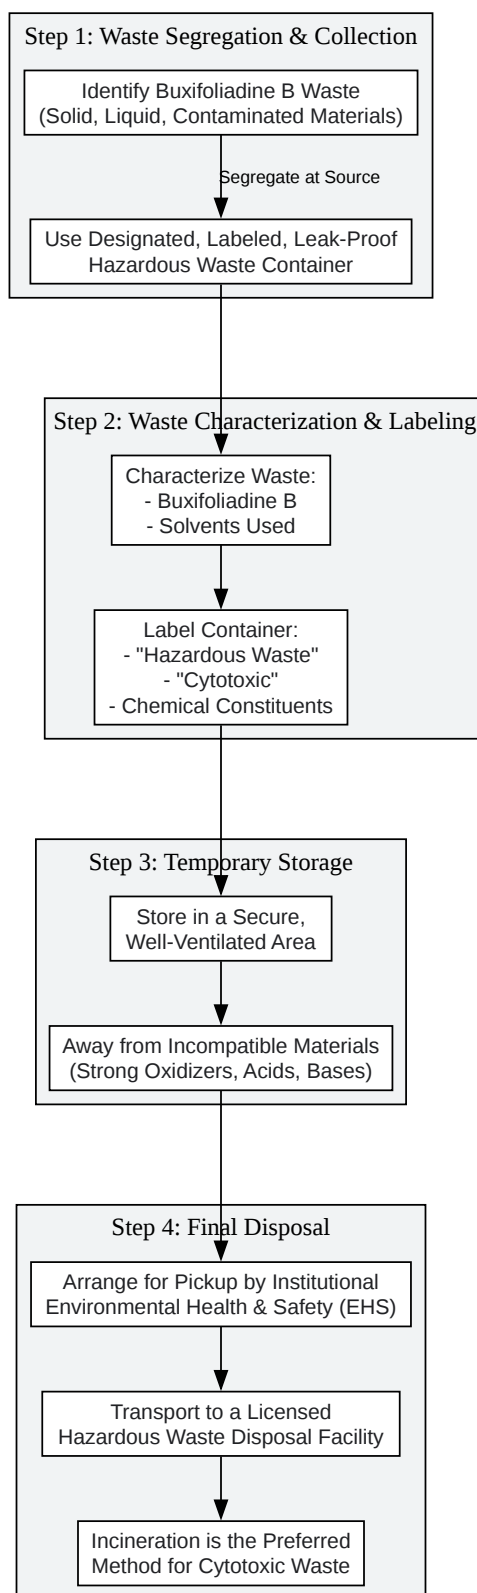 Step 1: Waste Segregation & Collection
Identify Buxifoliadine B Waste
(Solid, Liquid, Contaminated Materials)
Segregate at Source
Use Designated, Labeled, Leak-Proof
Hazardous Waste Container
Step 2: Waste Characterization & Labeling
Characterize Waste:
- Buxifoliadine B
- Solvents Used
Label Container:
- "Hazardous Waste"
- "Cytotoxic"
- Chemical Constituents
Step 3: Temporary Storage
Store in a Secure,
Well-Ventilated Area
Away from Incompatible Materials
(Strong Oxidizers, Acids, Bases)
Step 4: Final Disposal
Arrange for Pickup by Institutional
Environmental Health & Safety (EHS)
Transport to a Licensed
Hazardous Waste Disposal Facility
Incineration is the Preferred
Method for Cytotoxic Waste